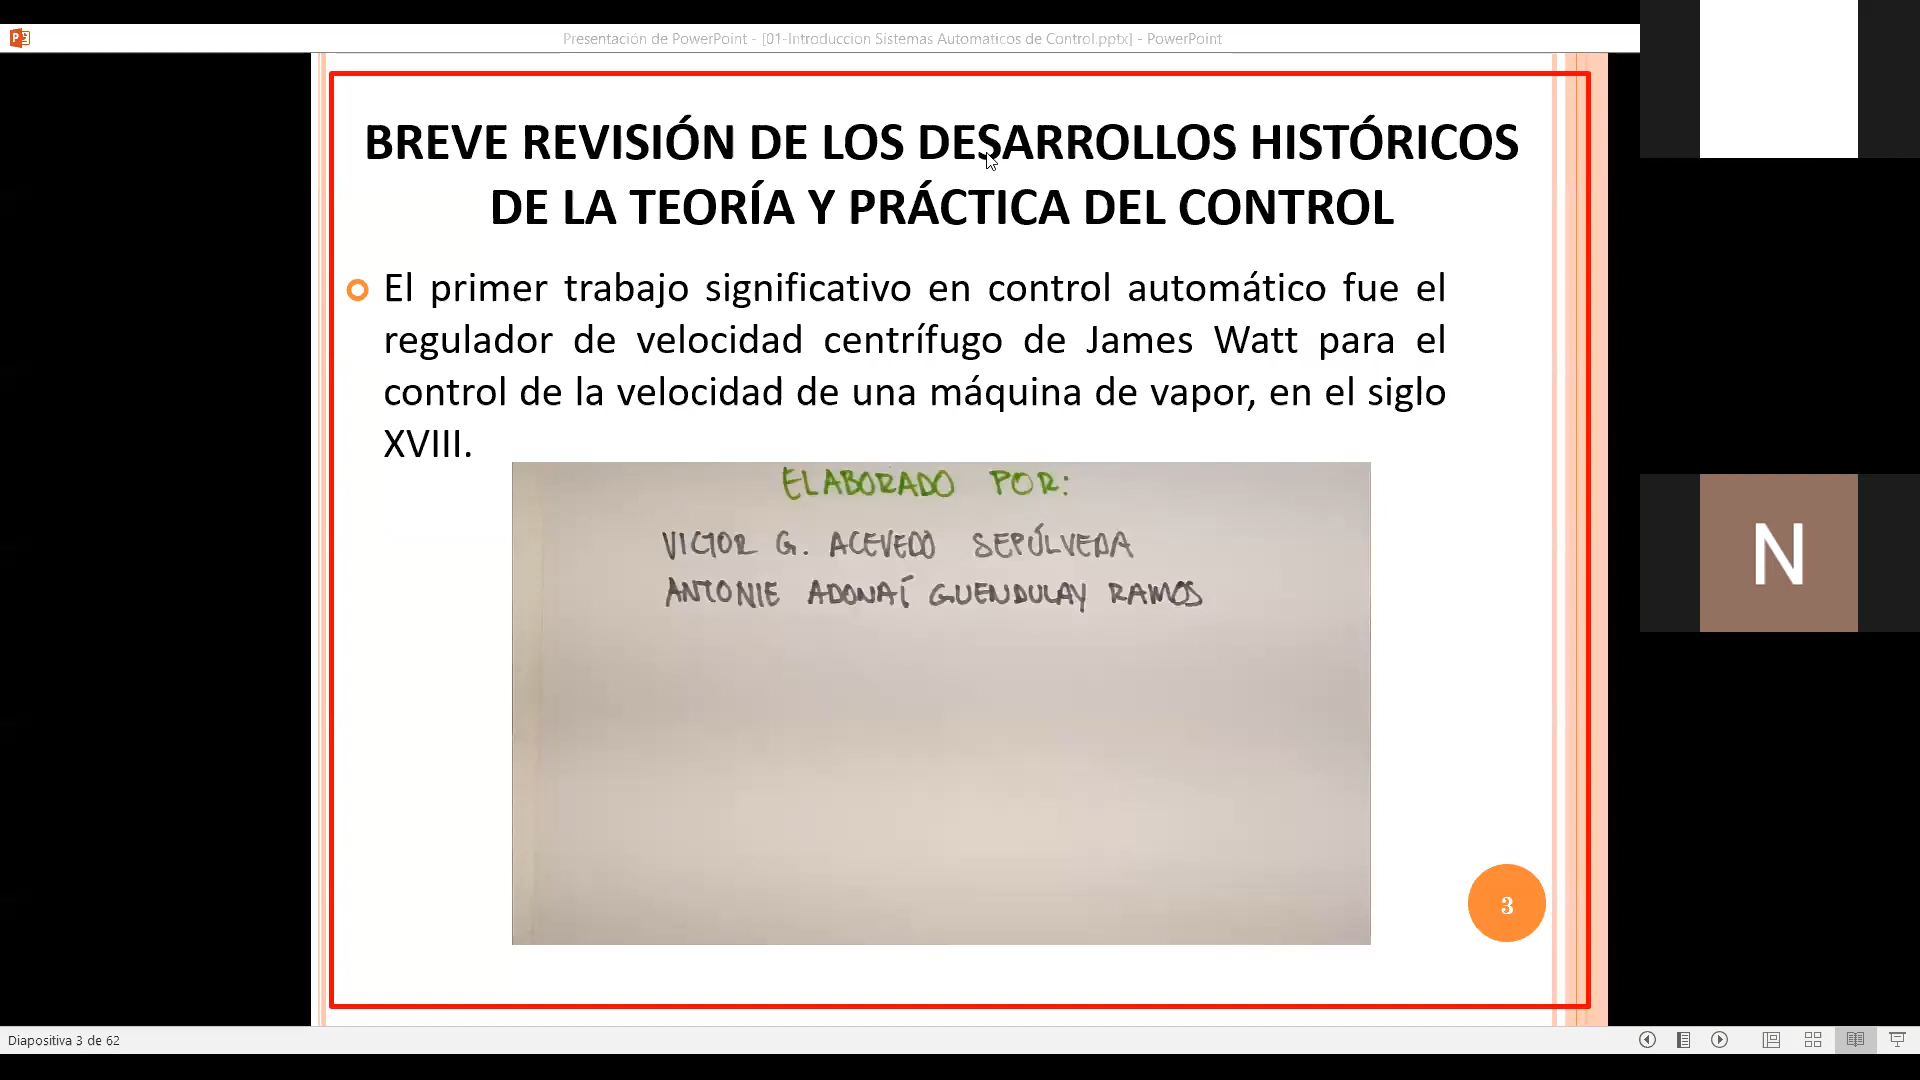 Presentación de PowerPoint - [01-Introduccion Sistemas Automaticos de Control.pptx] - PowerPoint
BREVE REVISIÓN DE LOS DESARROLLOS HISTÓRICOS
DE LA TEORÍA Y PRÁCTICA DEL CONTROL
El primer trabajo significativo en control automático fue el
regulador de velocidad centrífugo de James Watt para el
control de la velocidad de una máquina de vapor, en el siglo
XVIII.
ELABORADO POR:
VICTOR G. ACEVEDO SEPÚLVEDA
ANTONIE ADONAÍ GUENDULAY RAMOS
N
3
Diapositiva 3 de 62